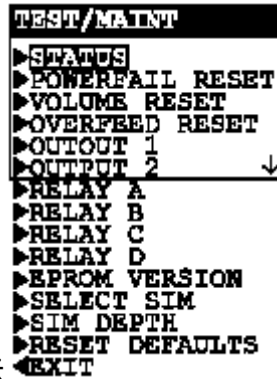 TEST/MAINT
▶STATUS
▶POWERFAIL RESET
▶VOLUME RESET
▶OVERFEED RESET
▶OUTOUT 1
▶OUTPUT 2 ↓
▶RELAY A
▶RELAY B
▶RELAY C
▶RELAY D
▶EPROM VERSION
▶SELECT SIM
▶SIM DEPTH
▶RESET DEFAULTS
◀EXIT